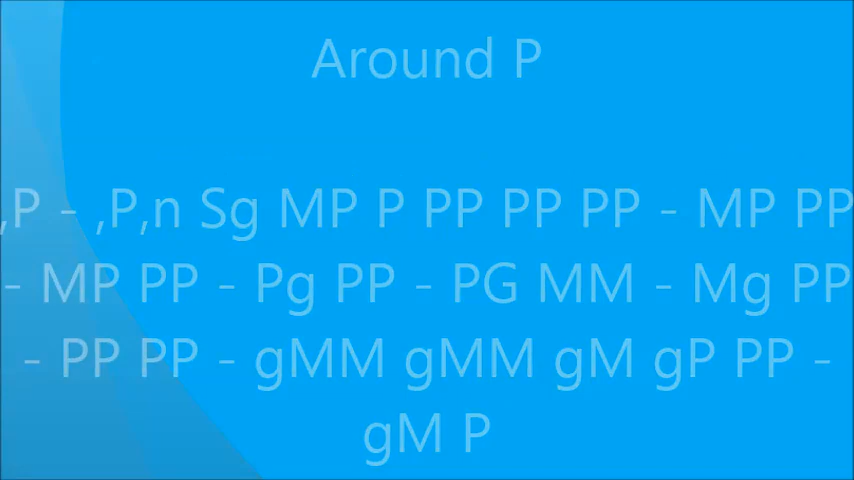 Around P
,P - ,P,n Sg MP P PP PP PP - MP PP
- MP PP - Pg PP - PG MM - Mg PP
- PP PP - gMM gMM gM gP PP -
gM P